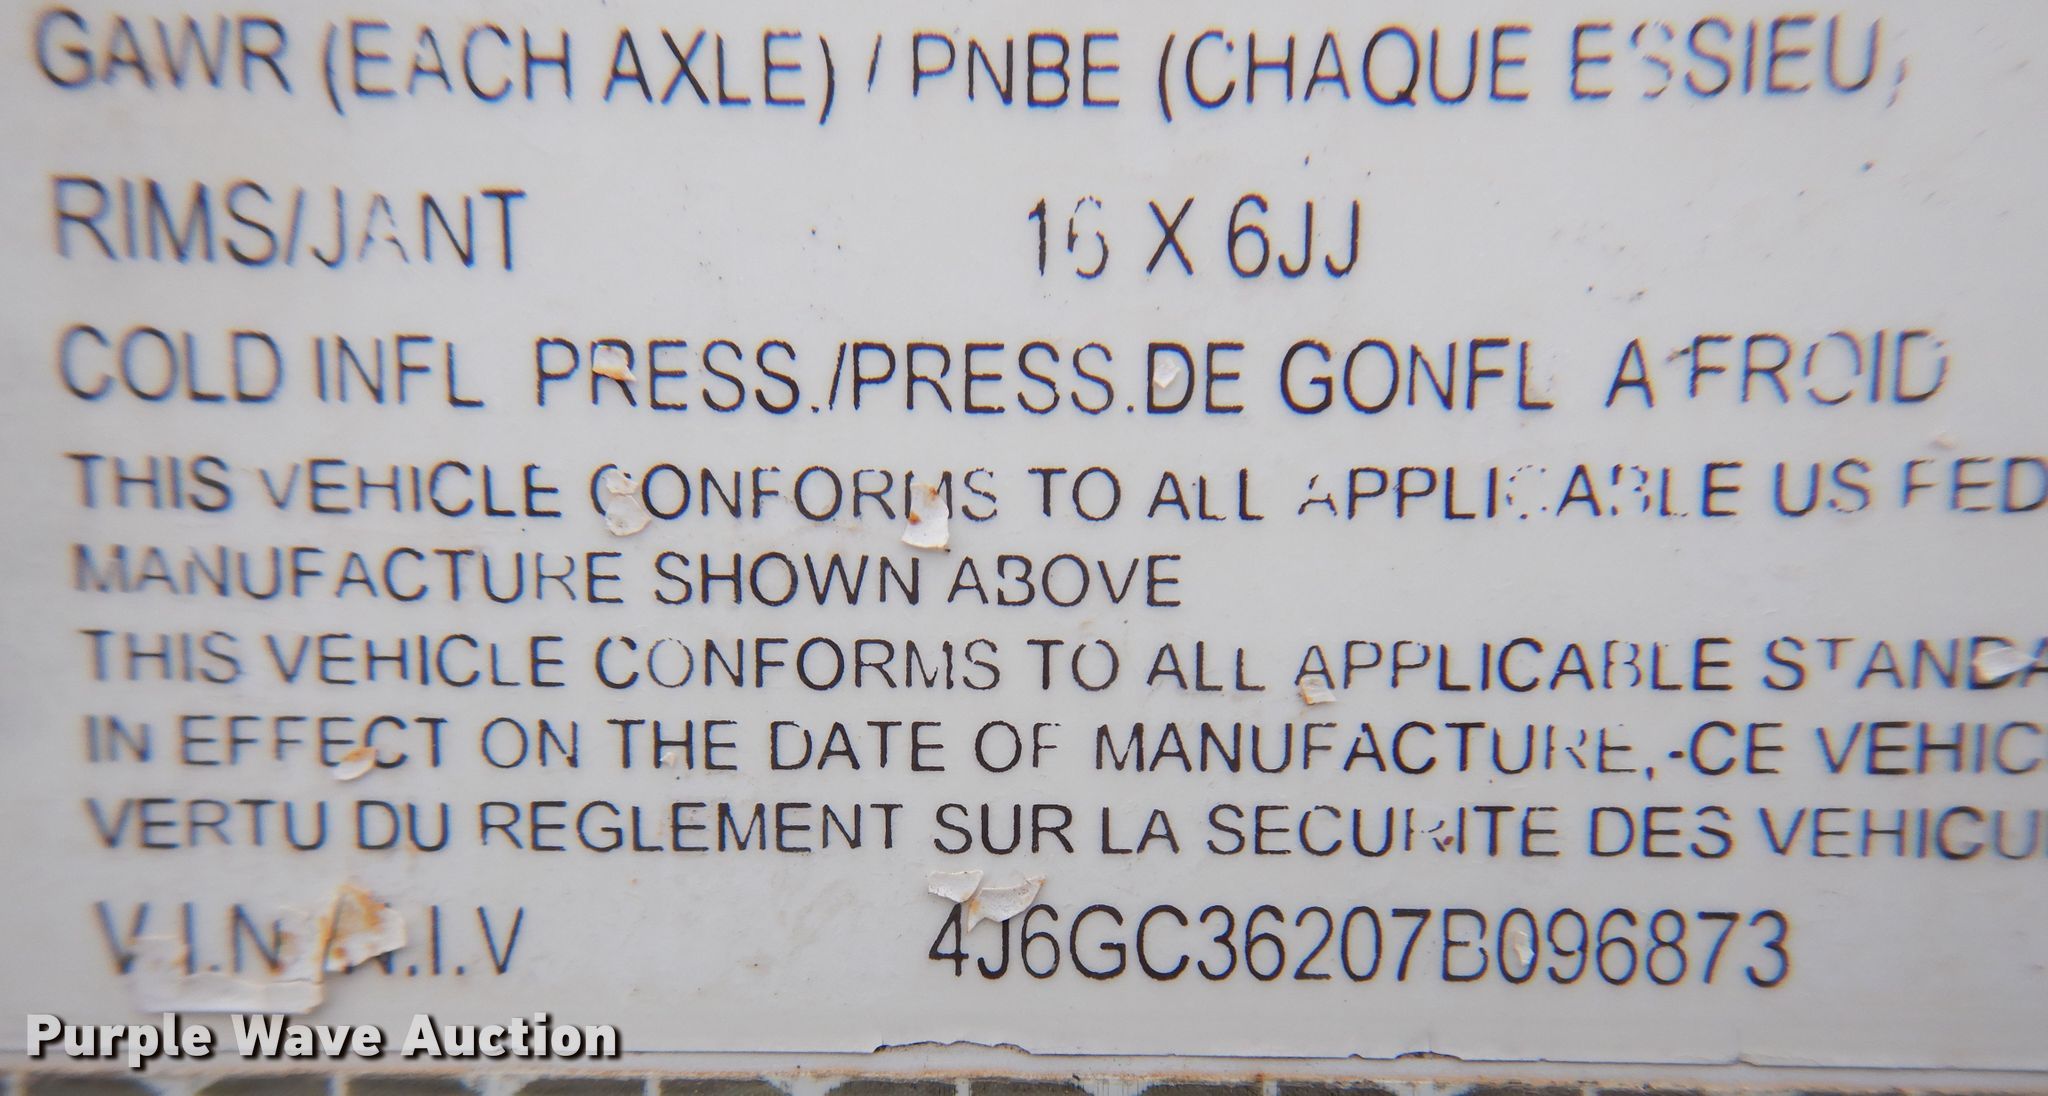 GAWR (EACH AXLE) / PNBE (CHAQUE ESSIEU)
RIMS/JANT 16 X 6JJ
COLD INFL PRESS./PRESS.DE GONFL A FROID
THIS VEHICLE CONFORMS TO ALL APPLICABLE US FED
MANUFACTURE SHOWN ABOVE
THIS VEHICLE CONFORMS TO ALL APPLICABLE STANDA
IN EFFECT ON THE DATE OF MANUFACTURE,-CE VEHIC
VERTU DU REGLEMENT SUR LA SECURITE DES VEHICU
V.I.N./N.I.V 4J6GC36207B096873
Purple Wave Auction